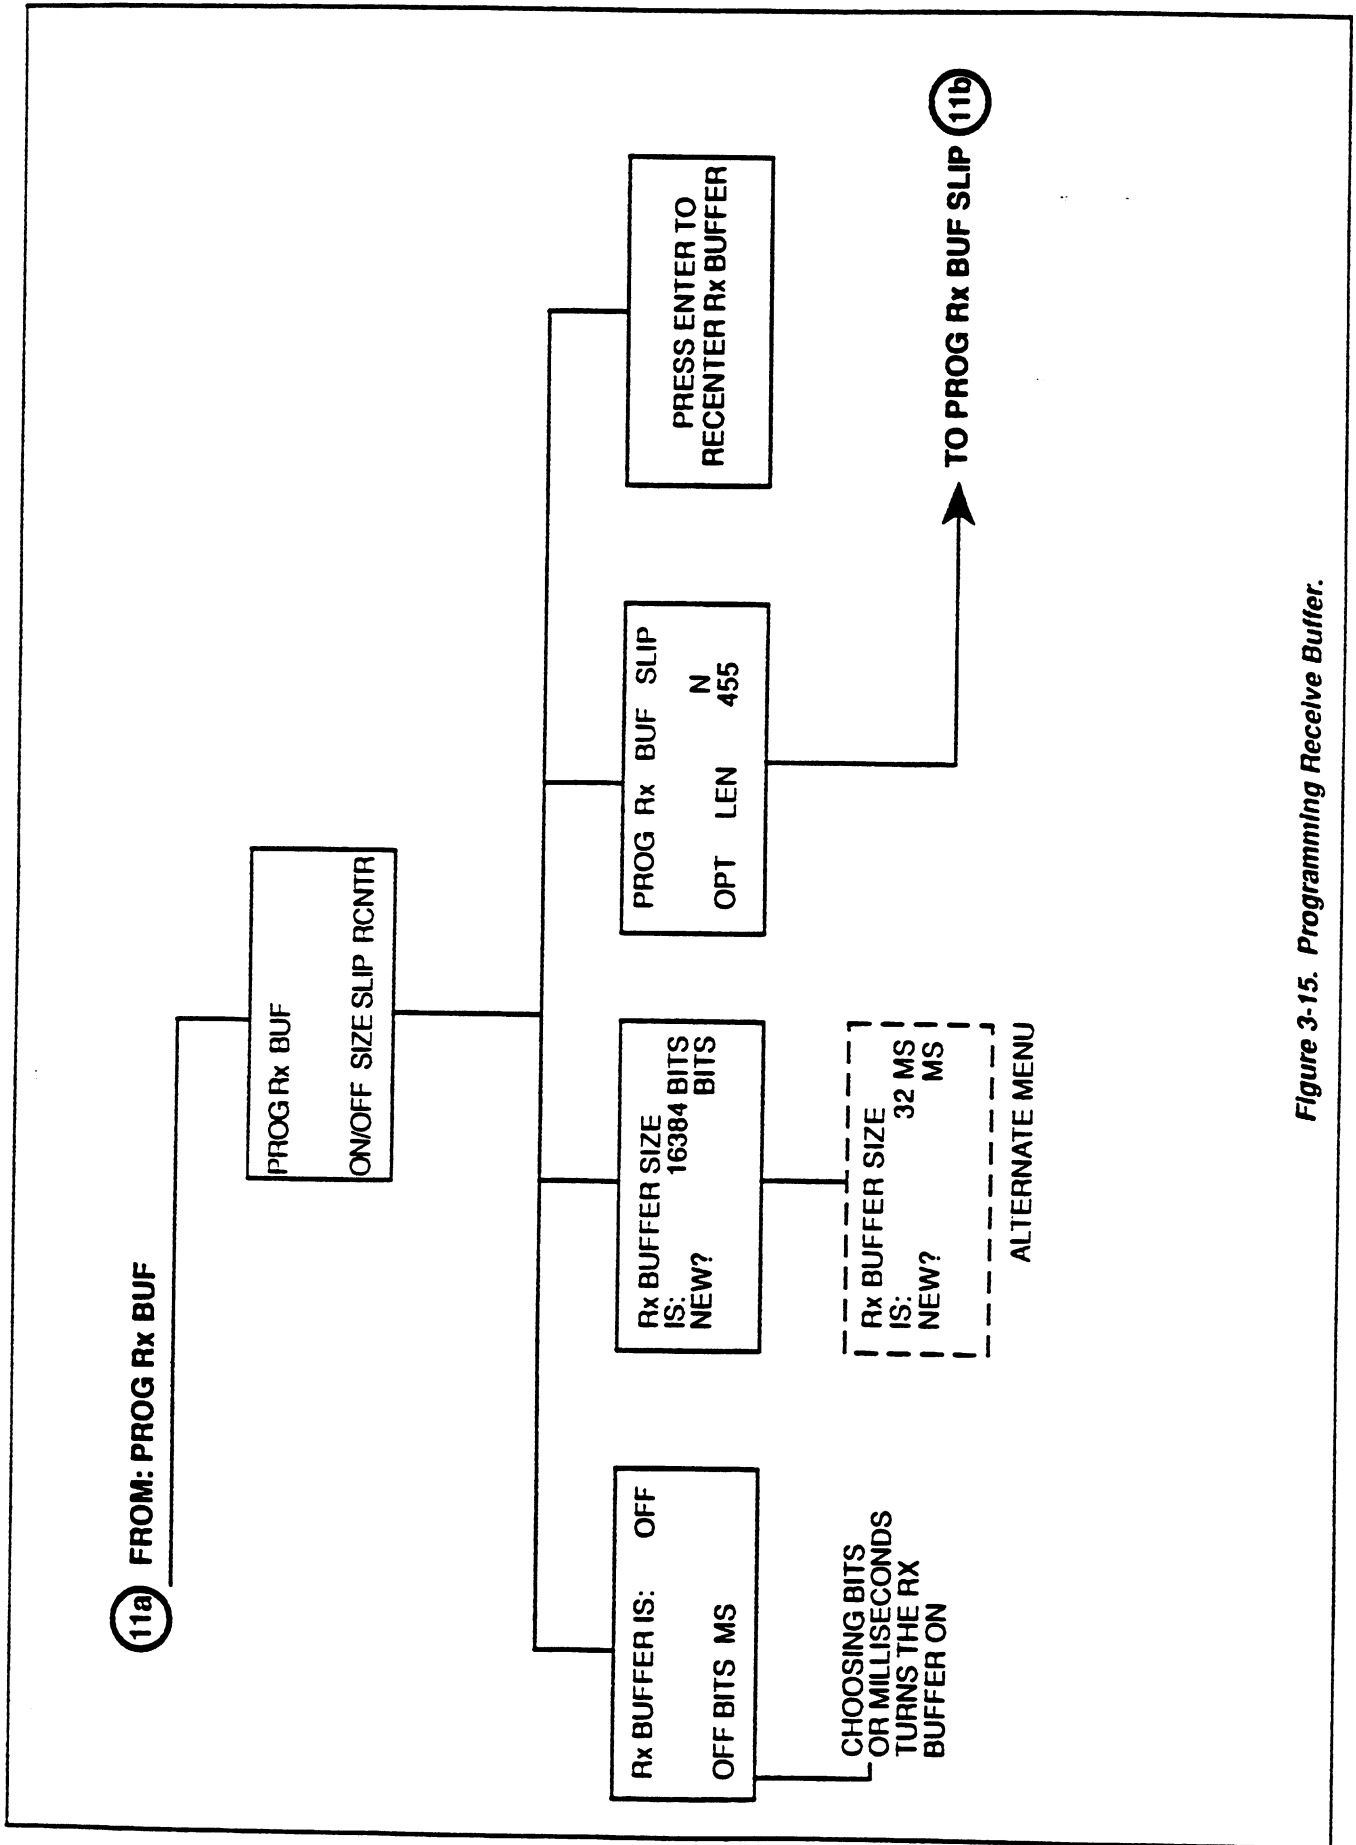 11a FROM: PROG Rx BUF
PROG Rx BUF
ON/OFF SIZE SLIP RCNTR
Rx BUFFER IS: OFF
OFF BITS MS
CHOOSING BITS
OR MILLISECONDS
TURNS THE RX
BUFFER ON
Rx BUFFER SIZE
IS: 16384 BITS
NEW? BITS
Rx BUFFER SIZE
IS: 32 MS
NEW? MS
ALTERNATE MENU
PROG Rx BUF SLIP
N
OPT LEN 455
PRESS ENTER TO
RECENTER Rx BUFFER
TO PROG Rx BUF SLIP 11b
Figure 3-15. Programming Receive Buffer.